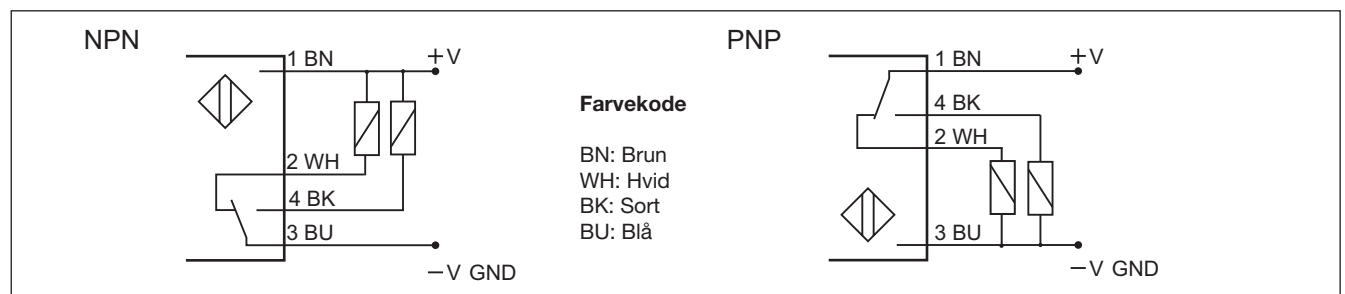 NPN
1 BN
+V
2 WH
4 BK
3 BU
−V GND
Farvekode
BN: Brun
WH: Hvid
BK: Sort
BU: Blå
PNP
1 BN
+V
4 BK
2 WH
3 BU
−V GND